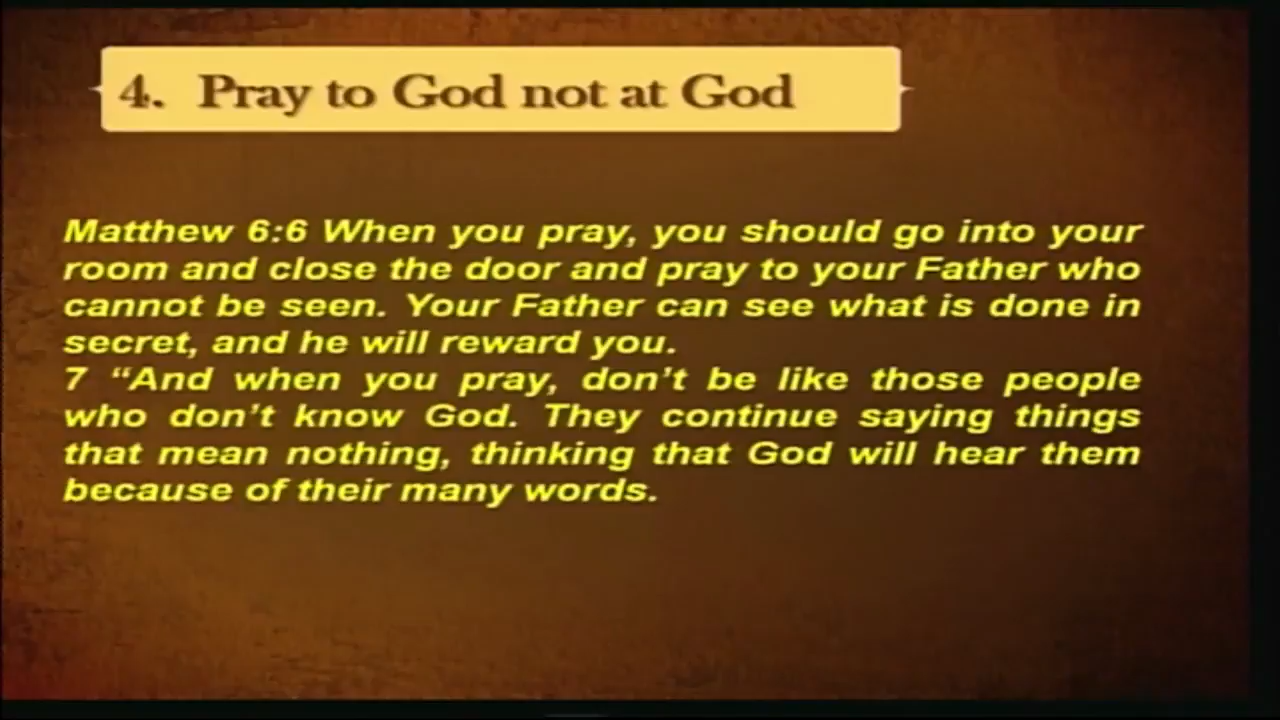 4. Pray to God not at God
Matthew 6:6 When you pray, you should go into your
room and close the door and pray to your Father who
cannot be seen. Your Father can see what is done in
secret, and he will reward you.
7 “And when you pray, don’t be like those people
who don’t know God. They continue saying things
that mean nothing, thinking that God will hear them
because of their many words.